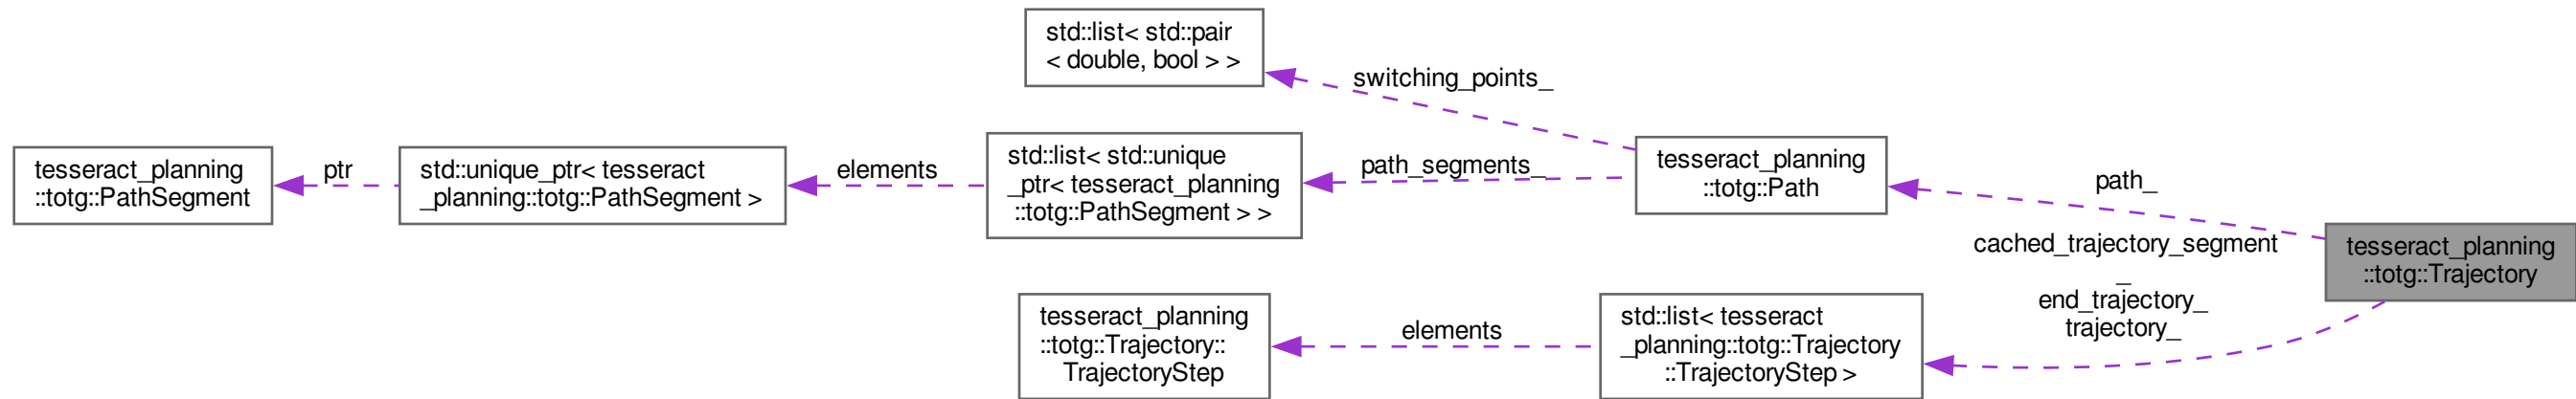 std::list< std::pair
< double, bool > >
switching_points_
tesseract_planning
::totg::PathSegment
ptr
std::unique_ptr< tesseract
_planning::totg::PathSegment >
elements
std::list< std::unique
_ptr< tesseract_planning
::totg::PathSegment > >
path_segments_
tesseract_planning
::totg::Path
path_
cached_trajectory_segment
_
end_trajectory_
trajectory_
tesseract_planning
::totg::Trajectory
tesseract_planning
::totg::Trajectory::
TrajectoryStep
elements
std::list< tesseract
_planning::totg::Trajectory
::TrajectoryStep >